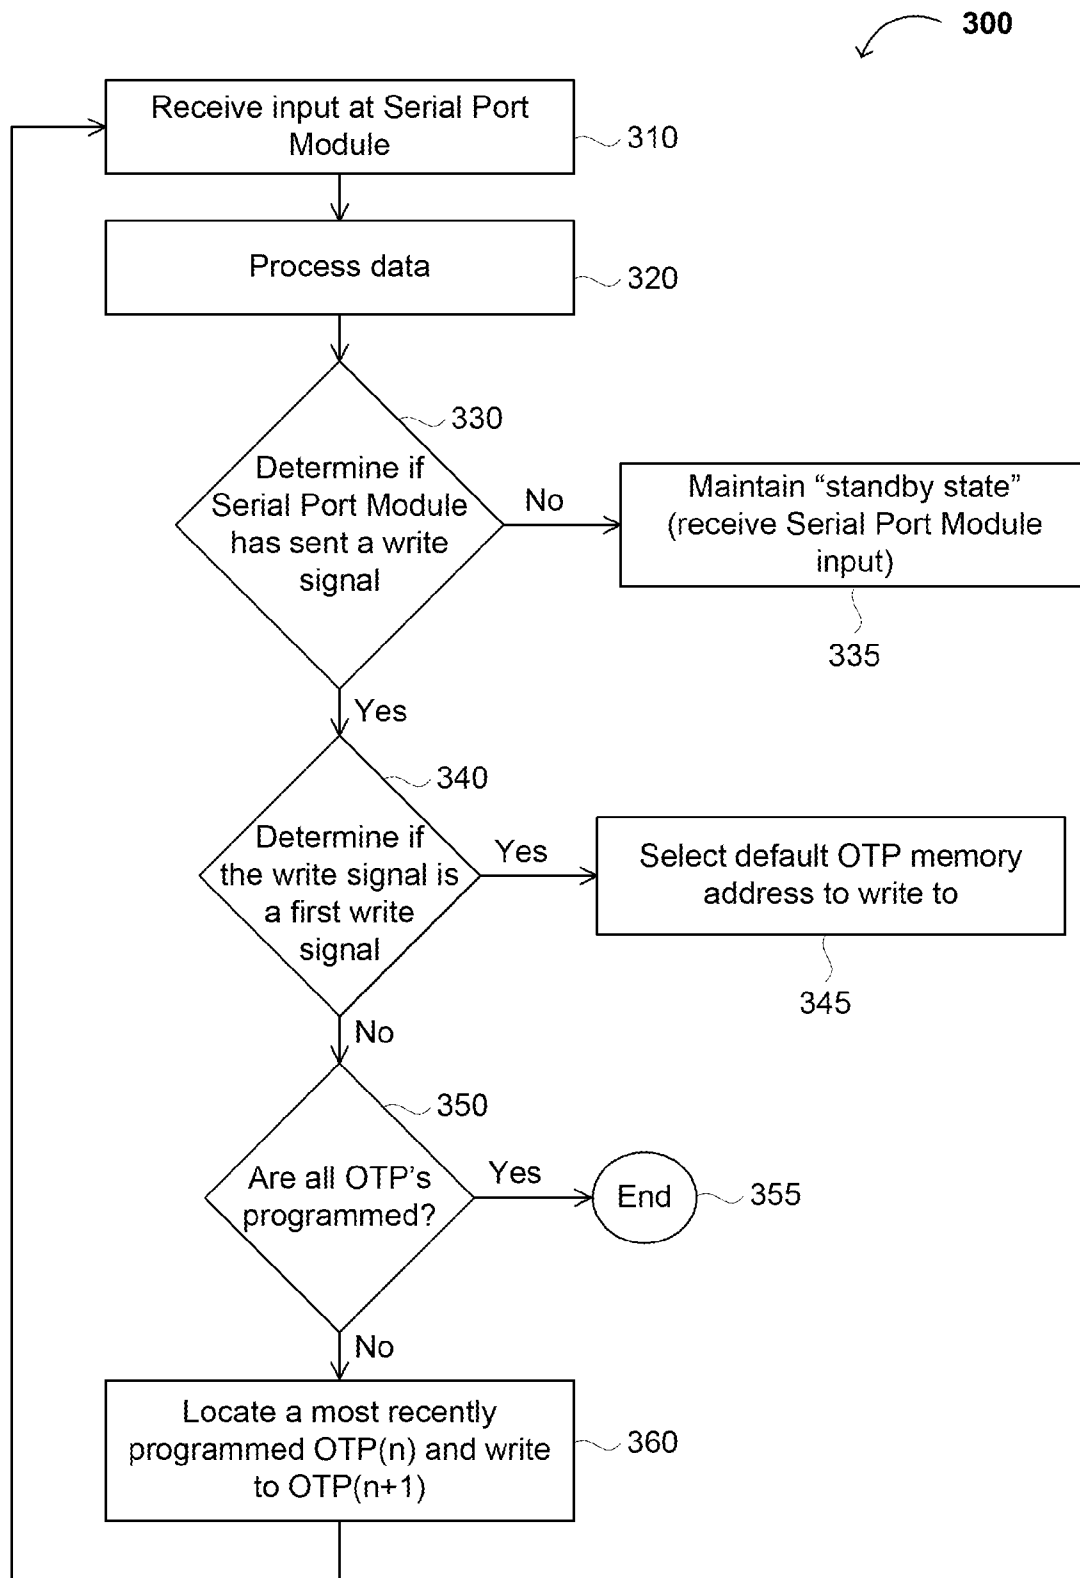 300
Receive input at Serial Port
Module
310
Process data
320
330
Determine if
Serial Port Module
has sent a write
signal
No
Maintain “standby state”
(receive Serial Port Module
input)
335
Yes
340
Determine if
the write signal is
a first write
signal
Yes
Select default OTP memory
address to write to
345
No
350
Are all OTP’s
programmed?
Yes
End
355
No
Locate a most recently
programmed OTP(n) and write
to OTP(n+1)
360